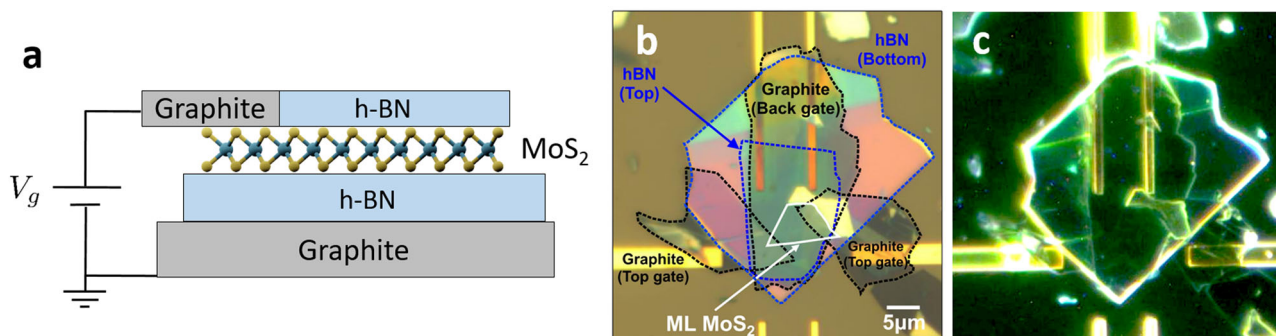 a
Graphite
h-BN
MoS₂
V_g
h-BN
Graphite
b
hBN
(Bottom)
hBN
(Top)
Graphite
(Back gate)
Graphite
(Top gate)
Graphite
(Top gate)
ML MoS₂
5μm
c